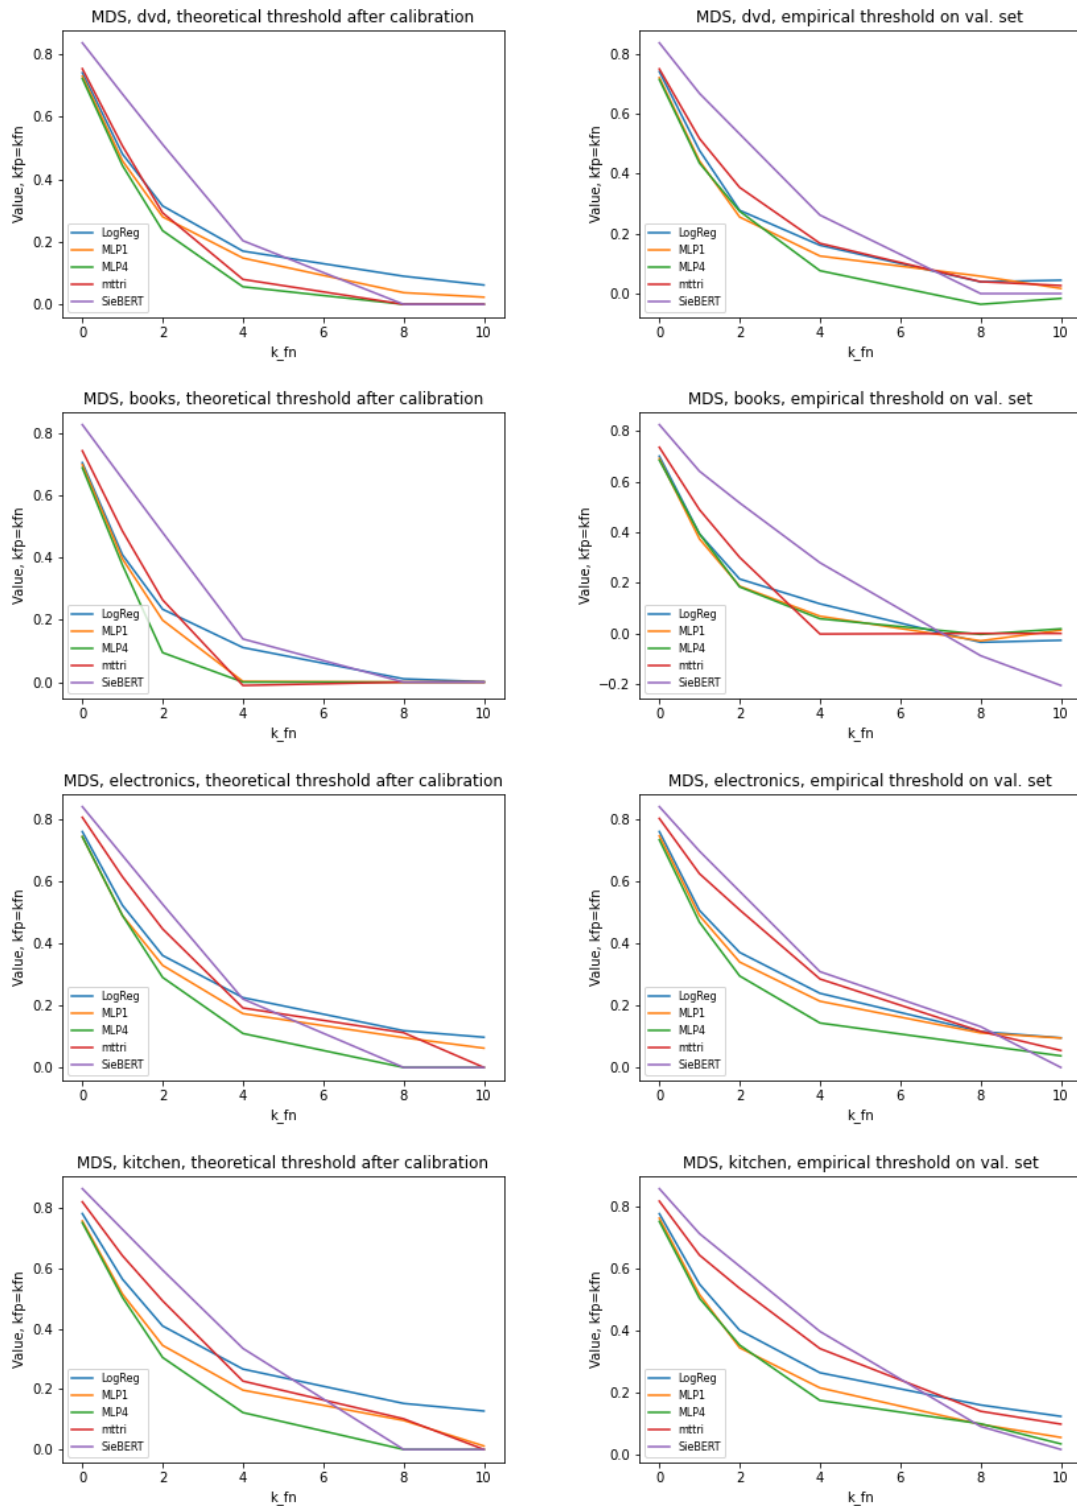 MDS, dvd, theoretical threshold after calibration
Value, kfp=kfn
0.8
0.6
0.4
0.2
0.0
LogReg
MLP1
MLP4
mttri
SieBERT
0 2 4 6 8 10
k_fn
MDS, dvd, empirical threshold on val. set
Value, kfp=kfn
0.8
0.6
0.4
0.2
0.0
LogReg
MLP1
MLP4
mttri
SieBERT
0 2 4 6 8 10
k_fn
MDS, books, theoretical threshold after calibration
Value, kfp=kfn
0.8
0.6
0.4
0.2
0.0
LogReg
MLP1
MLP4
mttri
SieBERT
0 2 4 6 8 10
k_fn
MDS, books, empirical threshold on val. set
Value, kfp=kfn
0.8
0.6
0.4
0.2
0.0
−0.2
LogReg
MLP1
MLP4
mttri
SieBERT
0 2 4 6 8 10
k_fn
MDS, electronics, theoretical threshold after calibration
Value, kfp=kfn
0.8
0.6
0.4
0.2
0.0
LogReg
MLP1
MLP4
mttri
SieBERT
0 2 4 6 8 10
k_fn
MDS, electronics, empirical threshold on val. set
Value, kfp=kfn
0.8
0.6
0.4
0.2
0.0
LogReg
MLP1
MLP4
mttri
SieBERT
0 2 4 6 8 10
k_fn
MDS, kitchen, theoretical threshold after calibration
Value, kfp=kfn
0.8
0.6
0.4
0.2
0.0
LogReg
MLP1
MLP4
mttri
SieBERT
0 2 4 6 8 10
k_fn
MDS, kitchen, empirical threshold on val. set
Value, kfp=kfn
0.8
0.6
0.4
0.2
0.0
LogReg
MLP1
MLP4
mttri
SieBERT
0 2 4 6 8 10
k_fn